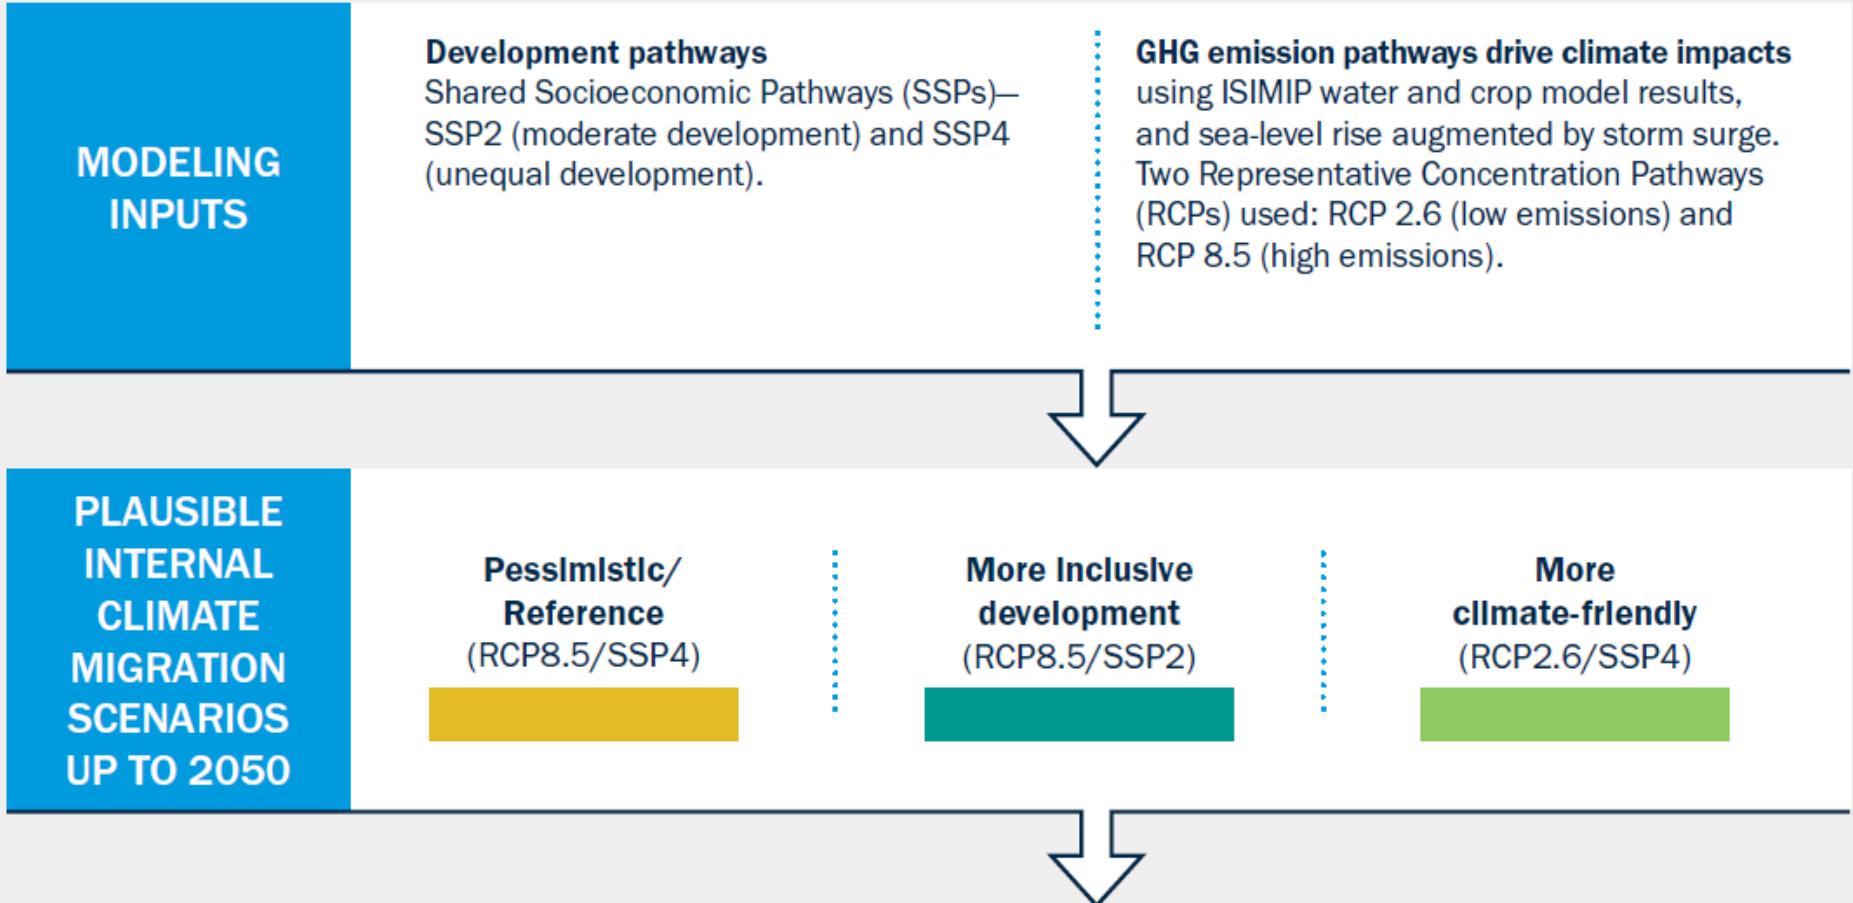 MODELING
INPUTS
Development pathways
Shared Socioeconomic Pathways (SSPs)—
SSP2 (moderate development) and SSP4
(unequal development).
GHG emission pathways drive climate impacts
using ISIMIP water and crop model results,
and sea-level rise augmented by storm surge.
Two Representative Concentration Pathways
(RCPs) used: RCP 2.6 (low emissions) and
RCP 8.5 (high emissions).
PLAUSIBLE
INTERNAL
CLIMATE
MIGRATION
SCENARIOS
UP TO 2050
Pessimistic/
Reference
(RCP8.5/SSP4)
More inclusive
development
(RCP8.5/SSP2)
More
climate-friendly
(RCP2.6/SSP4)